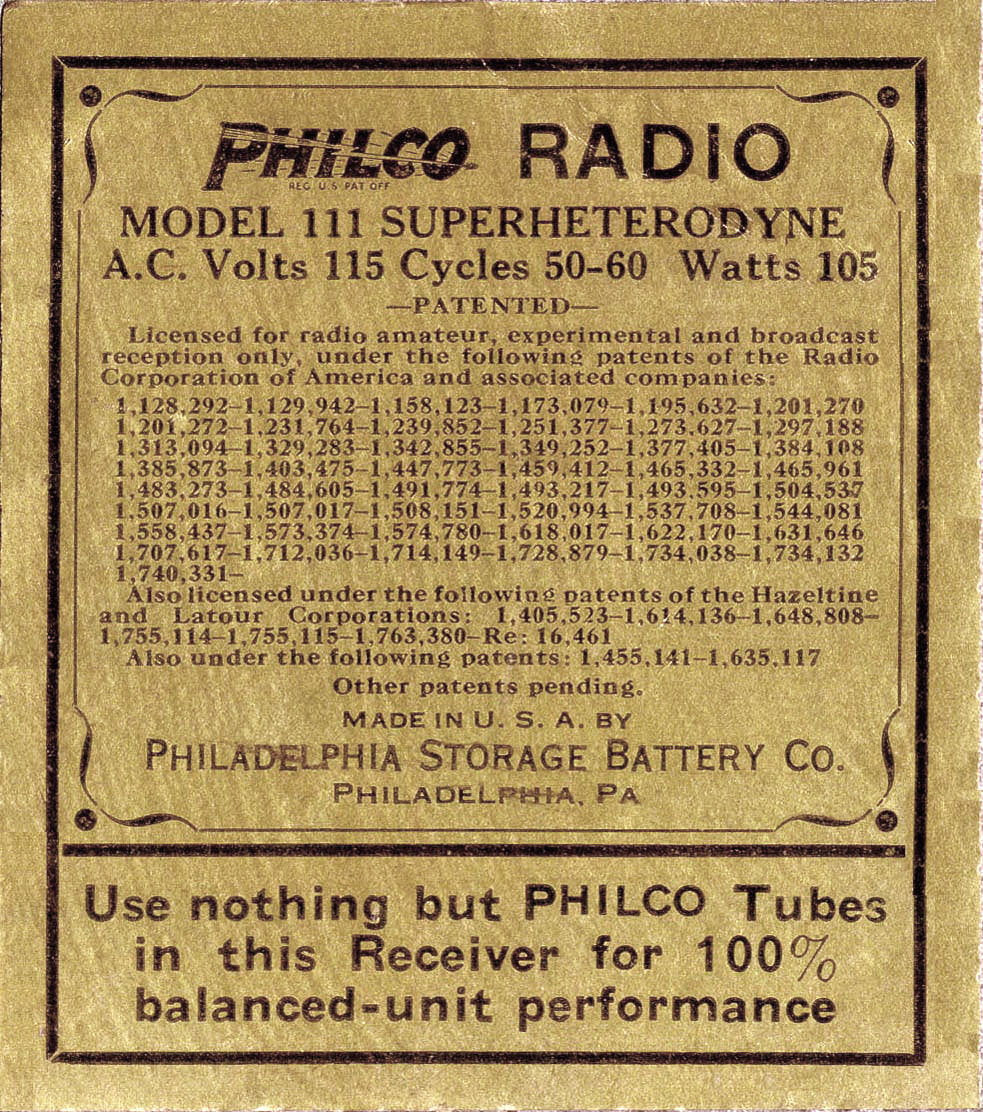 PHILCO RADIO
REG. U.S. PAT OFF
MODEL 111 SUPERHETERODYNE
A.C. Volts 115 Cycles 50-60 Watts 105
—PATENTED—
Licensed for radio amateur, experimental and broadcast
reception only, under the following patents of the Radio
Corporation of America and associated companies:
1,128,292–1,129,942–1,158,123–1,173,079–1,195,632–1,201,270
1,201,272–1,231,764–1,239,852–1,251,377–1,273,627–1,297,188
1,313,094–1,329,283–1,342,855–1,349,252–1,377,405–1,384,108
1,385,873–1,403,475–1,447,773–1,459,412–1,465,332–1,465,961
1,483,273–1,484,605–1,491,774–1,493,217–1,493,595–1,504,537
1,507,016–1,507,017–1,508,151–1,520,994–1,537,708–1,544,081
1,558,437–1,573,374–1,574,780–1,618,017–1,622,170–1,631,646
1,707,617–1,712,036–1,714,149–1,728,879–1,734,038–1,734,132
1,740,331–
Also licensed under the following patents of the Hazeltine
and Latour Corporations: 1,405,523–1,614,136–1,648,808–
1,755,114–1,755,115–1,763,380–Re: 16,461
Also under the following patents: 1,455,141–1,635,117
Other patents pending.
MADE IN U. S. A. BY
PHILADELPHIA STORAGE BATTERY CO.
PHILADELPHIA, PA
Use nothing but PHILCO Tubes
in this Receiver for 100%
balanced-unit performance